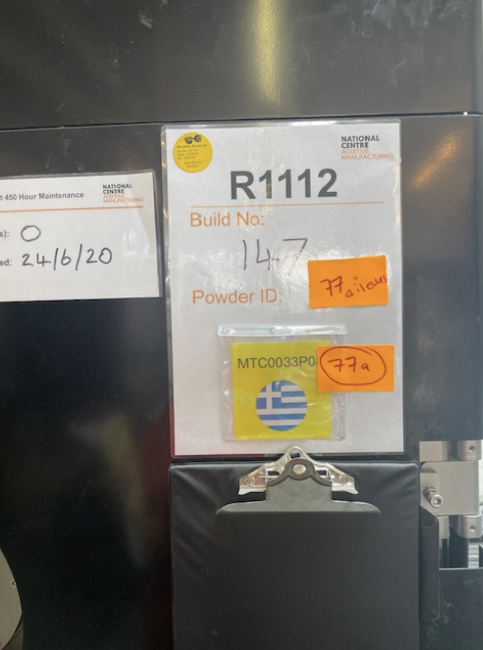 t 450 Hour Maintenance
NATIONAL
CENTRE
ADDITIVE
MANUFACTURING
s): 0
ed: 24/6/20
NATIONAL
CENTRE
ADDITIVE
MANUFACTURING
R1112
Build No:
147
Powder ID:
77
MTC0033P0
77a